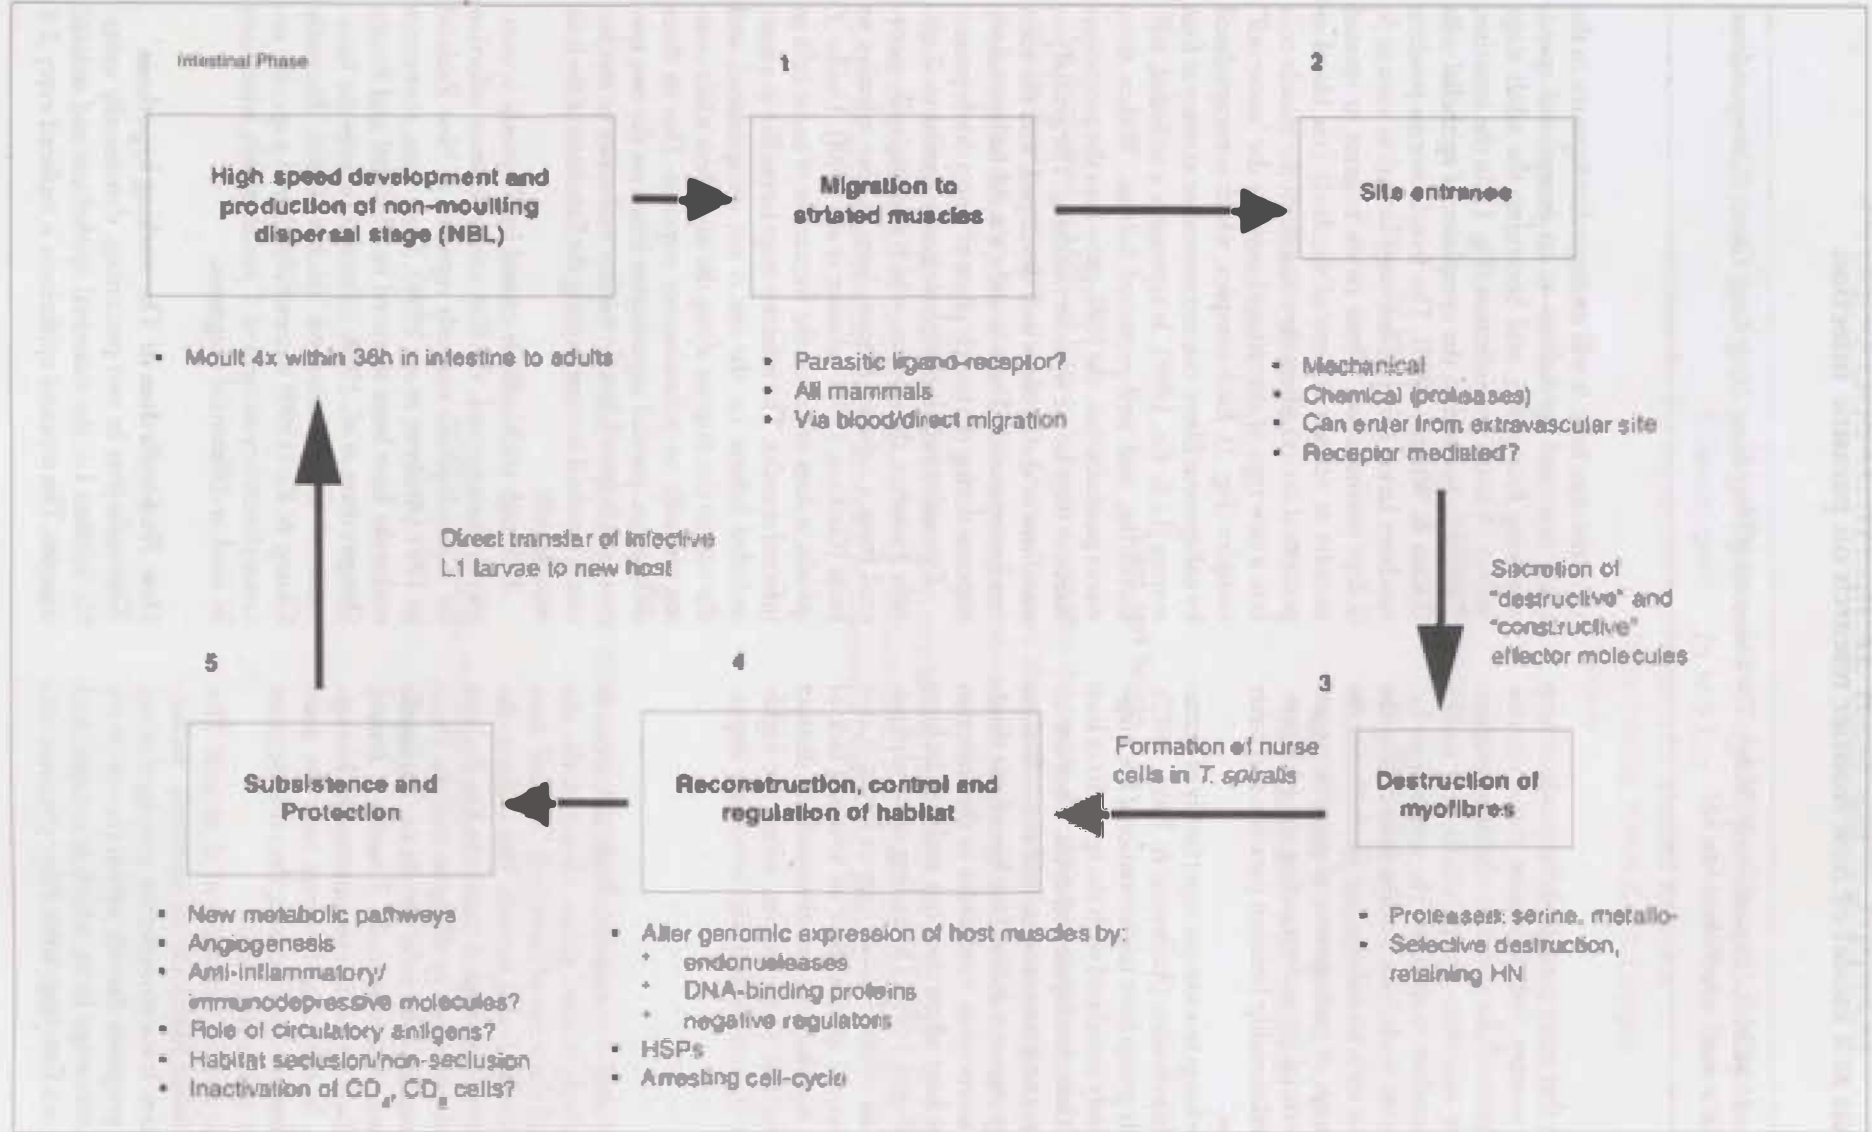 Intestinal Phase
1
2
High speed development and
production of non-moulting
dispersal stage (NBL)
Migration to
striated muscles
Site entrance
▪ Moult 4x within 36h in intestine to adults
▪ Parasitic ligand-receptor?
▪ All mammals
▪ Via blood/direct migration
▪ Mechanical
▪ Chemical (proteases)
▪ Can enter from extravascular site
▪ Receptor mediated?
Direct transfer of infective
L1 larvae to new host
Secretion of
"destructive" and
"constructive"
effector molecules
5
4
3
Subsistence and
Protection
Reconstruction, control and
regulation of habitat
Formation of nurse
cells in T. spiralis
Destruction of
myofibres
▪ New metabolic pathways
▪ Angiogenesis
▪ Anti-inflammatory/
immunodepressive molecules?
▪ Role of circulatory antigens?
▪ Habitat seclusion/non-seclusion
▪ Inactivation of CD4, CD8 cells?
▪ Alter genomic expression of host muscles by:
* endonucleases
* DNA-binding proteins
* negative regulators
▪ HSPs
▪ Arresting cell-cycle
▪ Proteases: serine, metallo-
▪ Selective destruction,
retaining HN